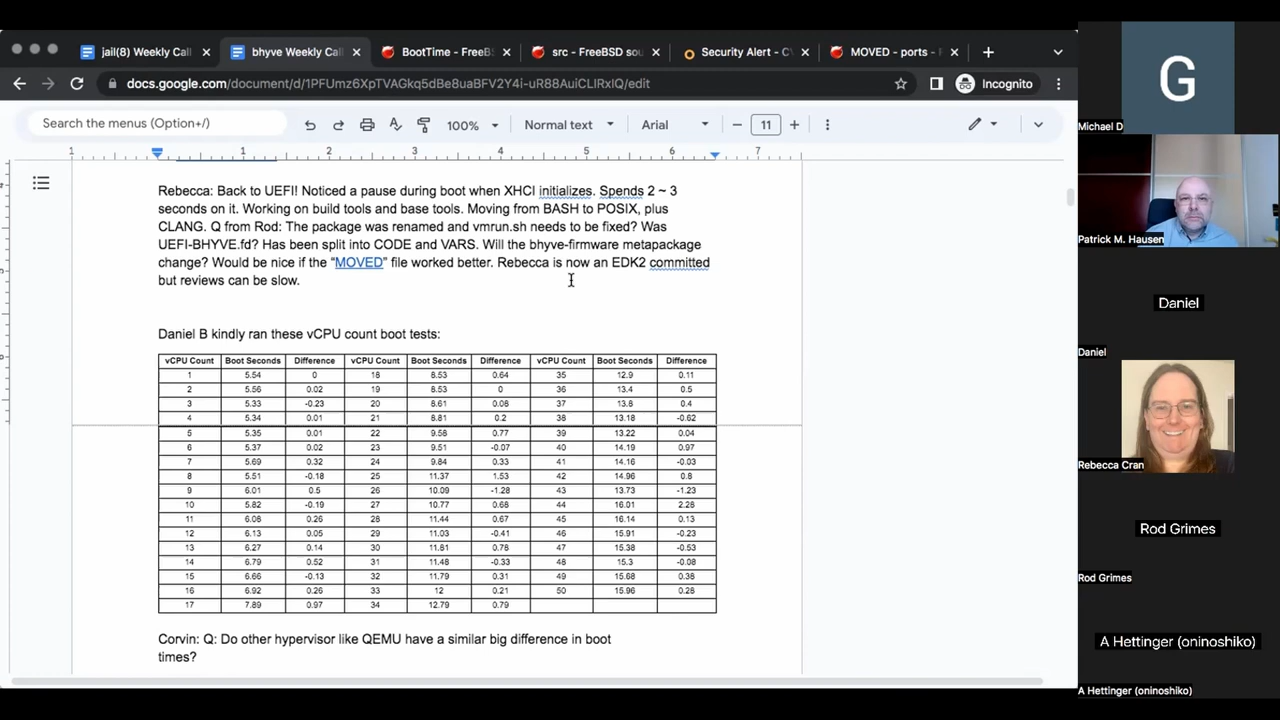 jail(8) Weekly Cal
bhyve Weekly Cal
BootTime - FreeBS
src - FreeBSD sou
Security Alert - C
MOVED - ports -
docs.google.com/document/d/1PFUmz6XpTVAGkq5dBe8uaBFV2Y4i-uR88AuiCLlRxIQ/edit
Incognito
Search the menus (Option+/)
100%
Normal text
Arial
11
1 1 2 3 4 5 6 7
Rebecca: Back to UEFI! Noticed a pause during boot when XHCI initializes. Spends 2 ~ 3
seconds on it. Working on build tools and base tools. Moving from BASH to POSIX, plus
CLANG. Q from Rod: The package was renamed and vmrun.sh needs to be fixed? Was
UEFI-BHYVE.fd? Has been split into CODE and VARS. Will the bhyve-firmware metapackage
change? Would be nice if the “MOVED” file worked better. Rebecca is now an EDK2 committed
but reviews can be slow.
Daniel B kindly ran these vCPU count boot tests:
vCPU Count Boot Seconds Difference vCPU Count Boot Seconds Difference vCPU Count Boot Seconds Difference
1 5.54 0 18 8.53 0.64 35 12.9 0.11
2 5.56 0.02 19 8.53 0 36 13.4 0.5
3 5.33 -0.23 20 8.61 0.08 37 13.8 0.4
4 5.34 0.01 21 8.81 0.2 38 13.18 -0.62
5 5.35 0.01 22 9.58 0.77 39 13.22 0.04
6 5.37 0.02 23 9.51 -0.07 40 14.19 0.97
7 5.69 0.32 24 9.84 0.33 41 14.16 -0.03
8 5.51 -0.18 25 11.37 1.53 42 14.96 0.8
9 6.01 0.5 26 10.09 -1.28 43 13.73 -1.23
10 5.82 -0.19 27 10.77 0.68 44 16.01 2.28
11 6.08 0.26 28 11.44 0.67 45 16.14 0.13
12 6.13 0.05 29 11.03 -0.41 46 15.91 -0.23
13 6.27 0.14 30 11.81 0.78 47 15.38 -0.53
14 6.79 0.52 31 11.48 -0.33 48 15.3 -0.08
15 6.66 -0.13 32 11.79 0.31 49 15.68 0.38
16 6.92 0.26 33 12 0.21 50 15.96 0.28
17 7.89 0.97 34 12.79 0.79
Corvin: Q: Do other hypervisor like QEMU have a similar big difference in boot
times?
G
Michael D
Patrick M. Hausen
Daniel
Daniel
Rebecca Cran
Rod Grimes
Rod Grimes
A Hettinger (oninoshiko)
A Hettinger (oninoshiko)